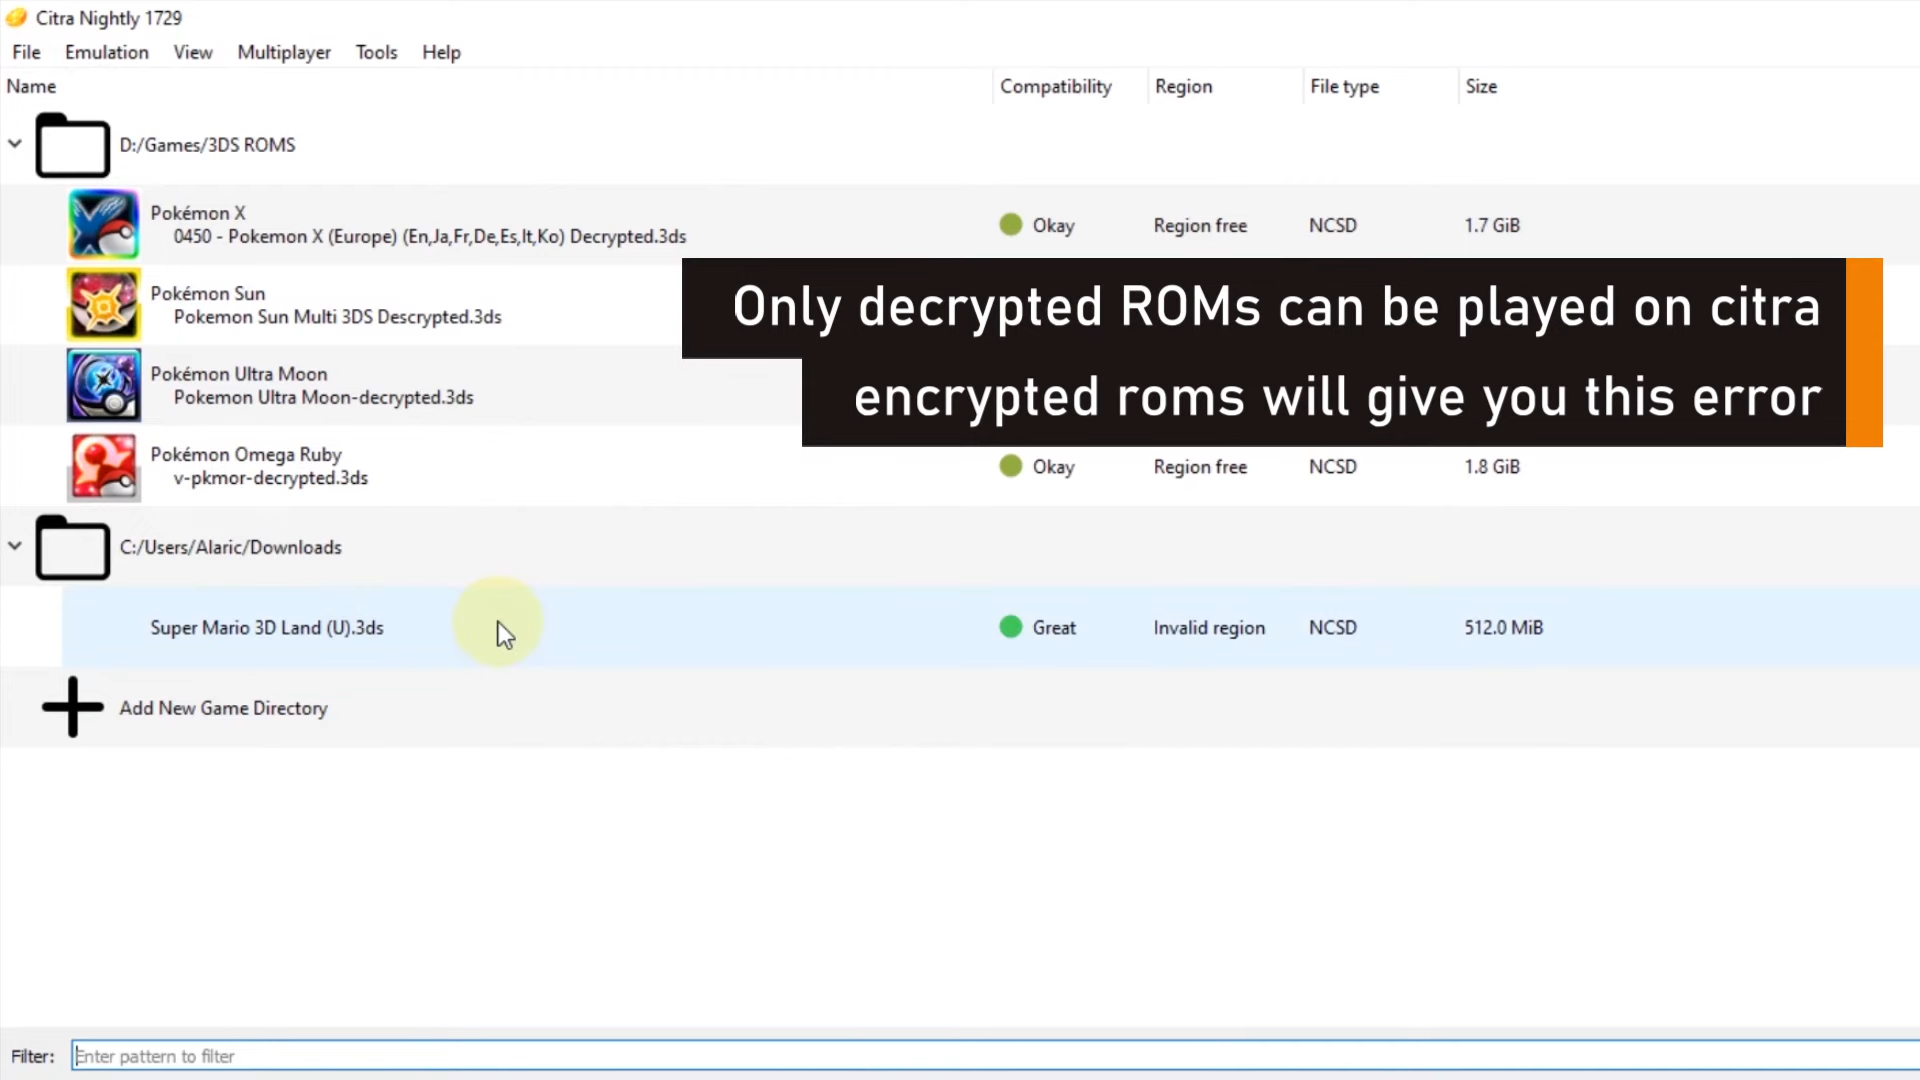 Citra Nightly 1729
File Emulation View Multiplayer Tools Help
Name Compatibility Region File type Size
D:/Games/3DS ROMS
Pokémon X
0450 - Pokemon X (Europe) (En,Ja,Fr,De,Es,It,Ko) Decrypted.3ds
Okay Region free NCSD 1.7 GiB
Pokémon Sun
Pokemon Sun Multi 3DS Descrypted.3ds
Only decrypted ROMs can be played on citra
encrypted roms will give you this error
Pokémon Ultra Moon
Pokemon Ultra Moon-decrypted.3ds
Pokémon Omega Ruby
v-pkmor-decrypted.3ds
Okay Region free NCSD 1.8 GiB
C:/Users/Alaric/Downloads
Super Mario 3D Land (U).3ds Great Invalid region NCSD 512.0 MiB
Add New Game Directory
Filter: Enter pattern to filter